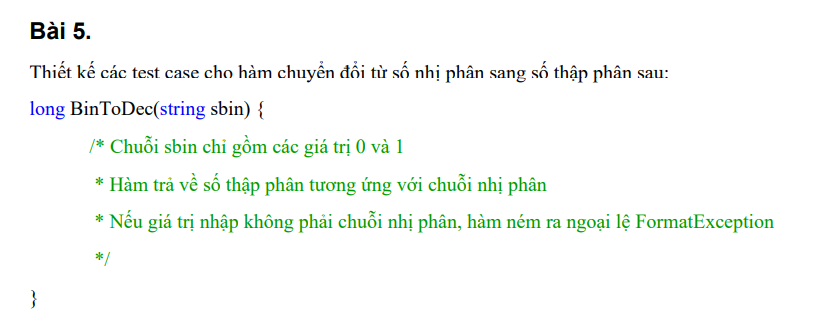 Bài 5.
Thiết kế các test case cho hàm chuyển đổi từ số nhị phân sang số thập phân sau:
long BinToDec(string sbin) {
/* Chuỗi sbin chỉ gồm các giá trị 0 và 1
* Hàm trả về số thập phân tương ứng với chuỗi nhị phân
* Nếu giá trị nhập không phải chuỗi nhị phân, hàm ném ra ngoại lệ FormatException
*/
}